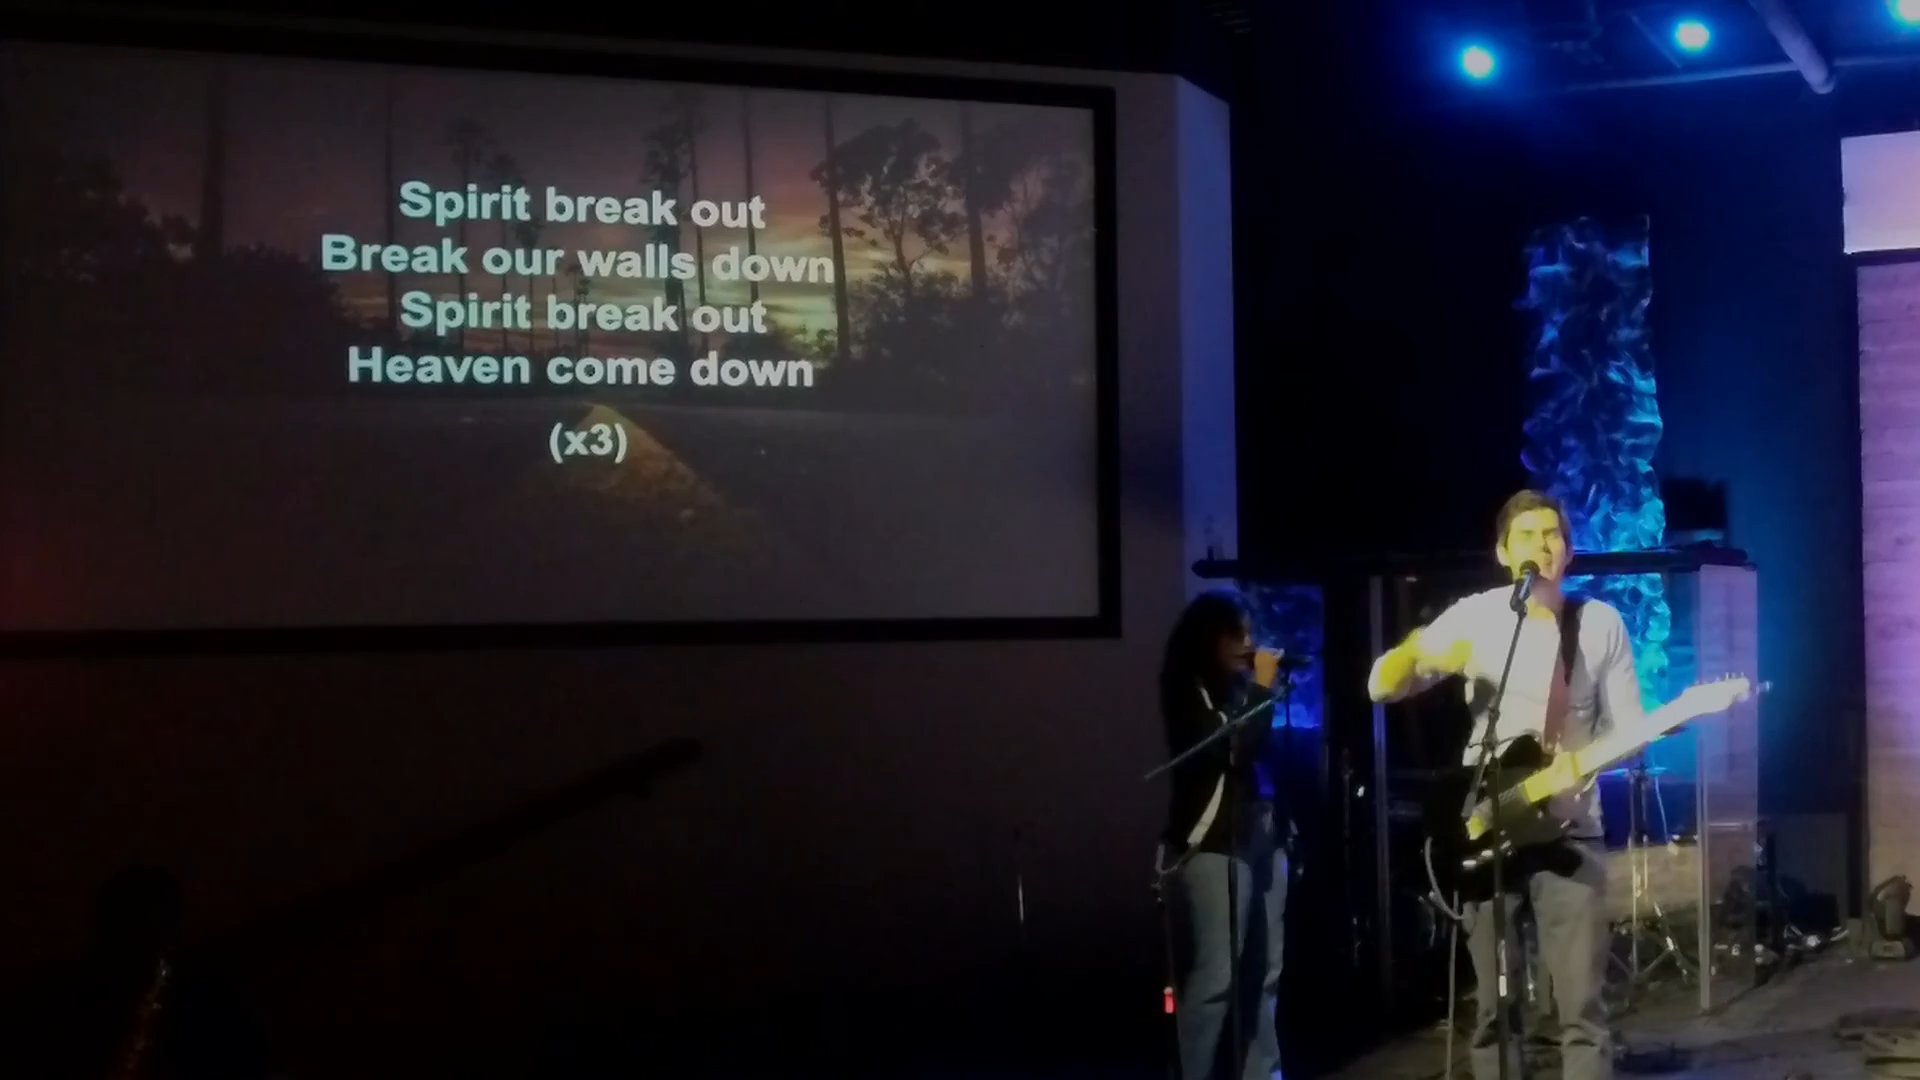 Spirit break out
Break our walls down
Spirit break out
Heaven come down
(x3)